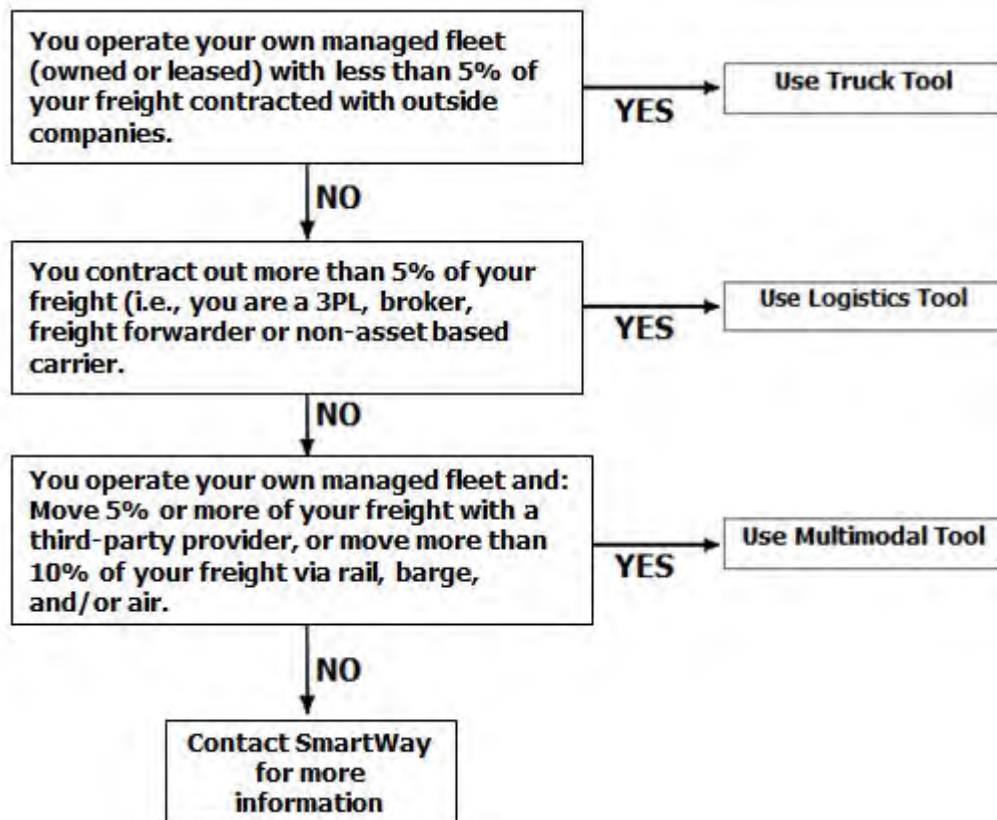 You operate your own managed fleet
(owned or leased) with less than 5% of
your freight contracted with outside
companies.
YES
Use Truck Tool
NO
You contract out more than 5% of your
freight (i.e., you are a 3PL, broker,
freight forwarder or non-asset based
carrier.
YES
Use Logistics Tool
NO
You operate your own managed fleet and:
Move 5% or more of your freight with a
third-party provider, or move more than
10% of your freight via rail, barge,
and/or air.
YES
Use Multimodal Tool
NO
Contact SmartWay
for more
information